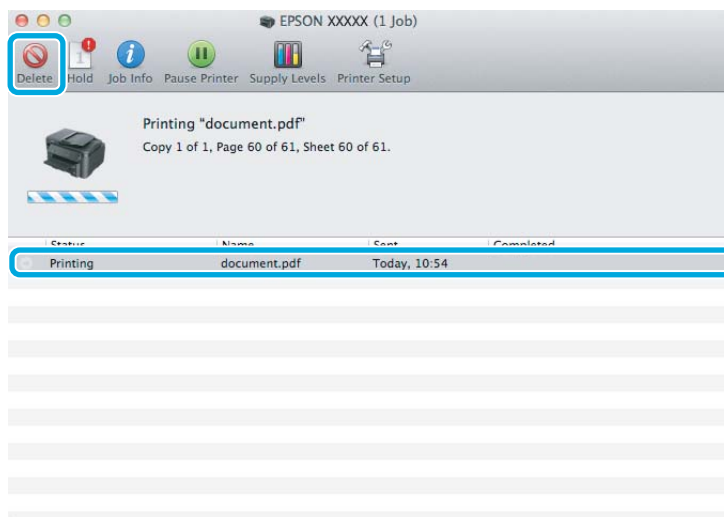 EPSON XXXXX (1 Job)
1
Delete Hold Job Info Pause Printer Supply Levels Printer Setup
Printing "document.pdf"
Copy 1 of 1, Page 60 of 61, Sheet 60 of 61.
Status Name Sent Completed
Printing document.pdf Today, 10:54